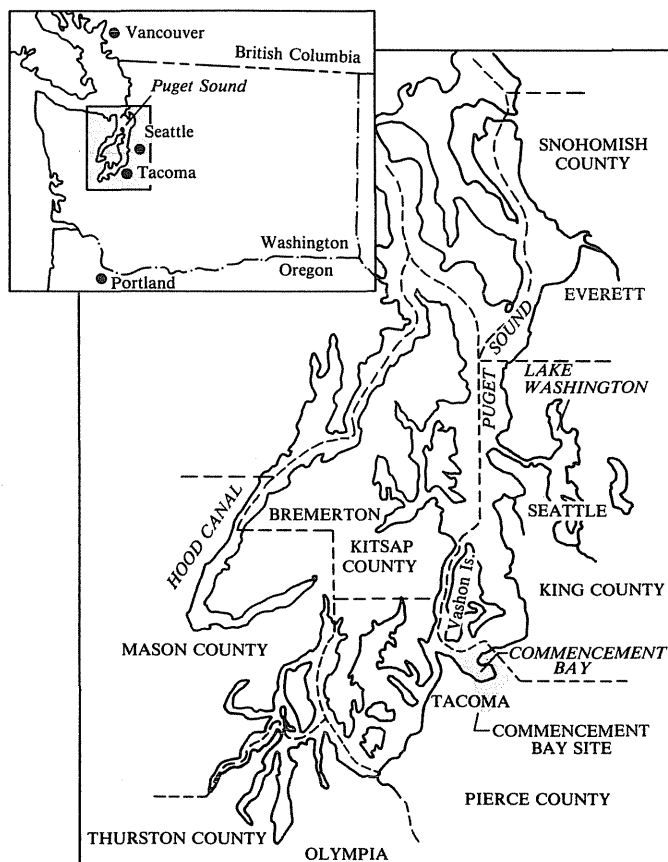 Vancouver
British Columbia
Puget Sound
Seattle
Tacoma
Washington
Oregon
Portland
SNOHOMISH
COUNTY
EVERETT
PUGET SOUND
LAKE
WASHINGTON
HOOD CANAL
BREMERTON
SEATTLE
KITSAP
COUNTY
Vashon Is.
KING COUNTY
MASON COUNTY
COMMENCEMENT
BAY
TACOMA
COMMENCEMENT
BAY SITE
PIERCE COUNTY
THURSTON COUNTY
OLYMPIA